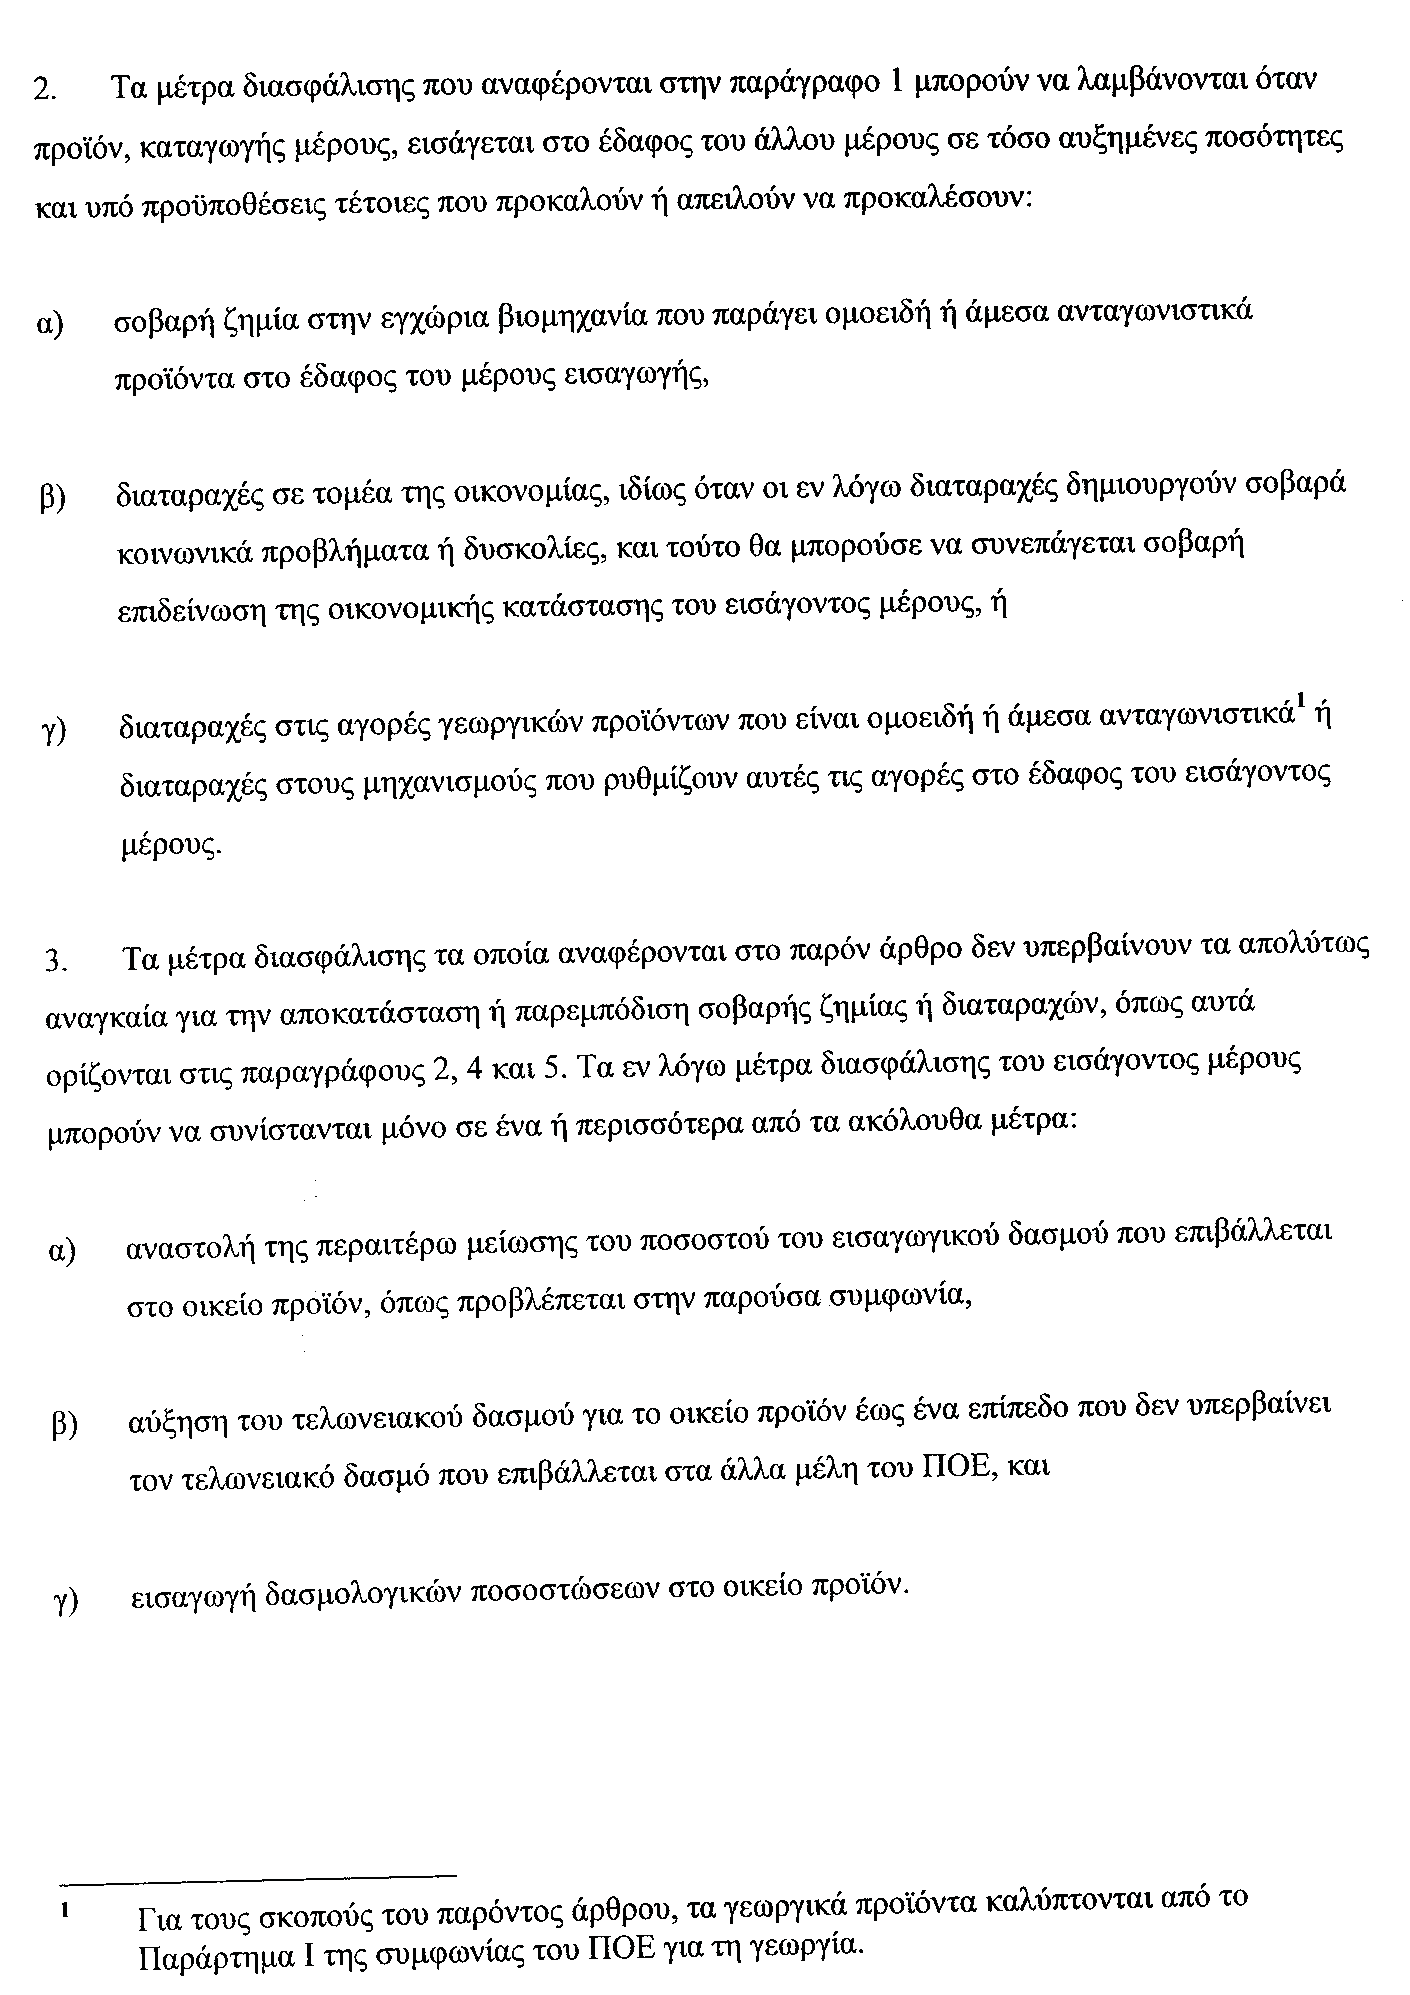 2. Τα μέτρα διασφάλισης που αναφέρονται στην παράγραφο 1 μπορούν να λαμβάνονται όταν
προϊόν, καταγωγής μέρους, εισάγεται στο έδαφος του άλλου μέρους σε τόσο αυξημένες ποσότητες
και υπό προϋποθέσεις τέτοιες που προκαλούν ή απειλούν να προκαλέσουν:
α) σοβαρή ζημία στην εγχώρια βιομηχανία που παράγει ομοειδή ή άμεσα ανταγωνιστικά
προϊόντα στο έδαφος του μέρους εισαγωγής,
β) διαταραχές σε τομέα της οικονομίας, ιδίως όταν οι εν λόγω διαταραχές δημιουργούν σοβαρά
κοινωνικά προβλήματα ή δυσκολίες, και τούτο θα μπορούσε να συνεπάγεται σοβαρή
επιδείνωση της οικονομικής κατάστασης του εισάγοντος μέρους, ή
γ) διαταραχές στις αγορές γεωργικών προϊόντων που είναι ομοειδή ή άμεσα ανταγωνιστικά¹ ή
διαταραχές στους μηχανισμούς που ρυθμίζουν αυτές τις αγορές στο έδαφος του εισάγοντος
μέρους.
3. Τα μέτρα διασφάλισης τα οποία αναφέρονται στο παρόν άρθρο δεν υπερβαίνουν τα απολύτως
αναγκαία για την αποκατάσταση ή παρεμπόδιση σοβαρής ζημίας ή διαταραχών, όπως αυτά
ορίζονται στις παραγράφους 2, 4 και 5. Τα εν λόγω μέτρα διασφάλισης του εισάγοντος μέρους
μπορούν να συνίστανται μόνο σε ένα ή περισσότερα από τα ακόλουθα μέτρα:
α) αναστολή της περαιτέρω μείωσης του ποσοστού του εισαγωγικού δασμού που επιβάλλεται
στο οικείο προϊόν, όπως προβλέπεται στην παρούσα συμφωνία,
β) αύξηση του τελωνειακού δασμού για το οικείο προϊόν έως ένα επίπεδο που δεν υπερβαίνει
τον τελωνειακό δασμό που επιβάλλεται στα άλλα μέλη του ΠΟΕ, και
γ) εισαγωγή δασμολογικών ποσοστώσεων στο οικείο προϊόν.
1 Για τους σκοπούς του παρόντος άρθρου, τα γεωργικά προϊόντα καλύπτονται από το
Παράρτημα Ι της συμφωνίας του ΠΟΕ για τη γεωργία.